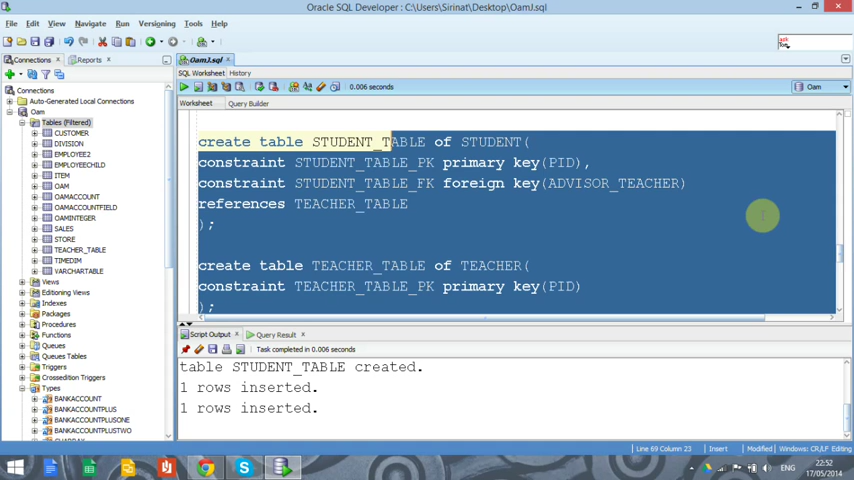 Oracle SQL Developer : C:\Users\Sirinat\Desktop\OamJ.sql
File Edit View Navigate Run Versioning Tools Help
Connections Reports OamJ.sql
SQL Worksheet History
0.006 seconds Oam
Worksheet Query Builder
Connections
Auto-Generated Local Connections
Oam
Tables (Filtered)
CUSTOMER
DIVISION
EMPLOYEE2
EMPLOYEECHILD
ITEM
OAM
OAMACCOUNT
OAMACCOUNTFIELD
OAMINTEGER
SALES
STORE
TEACHER_TABLE
TIMEDIM
VARCHARTABLE
Views
Editioning Views
Indexes
Packages
Procedures
Functions
Queues
Queues Tables
Triggers
Crossedition Triggers
Types
BANKACCOUNT
BANKACCOUNTPLUS
BANKACCOUNTPLUSONE
BANKACCOUNTPLUSTWO
create table STUDENT_TABLE of STUDENT(
constraint STUDENT_TABLE_PK primary key(PID),
constraint STUDENT_TABLE_FK foreign key(ADVISOR_TEACHER)
references TEACHER_TABLE
);
create table TEACHER_TABLE of TEACHER(
constraint TEACHER_TABLE_PK primary key(PID)
);
Script Output Query Result
Task completed in 0.006 seconds
table STUDENT_TABLE created.
1 rows inserted.
1 rows inserted.
Line 69 Column 23 Insert Modified Windows: CR/LF Editing
ENG
22:52
17/05/2014